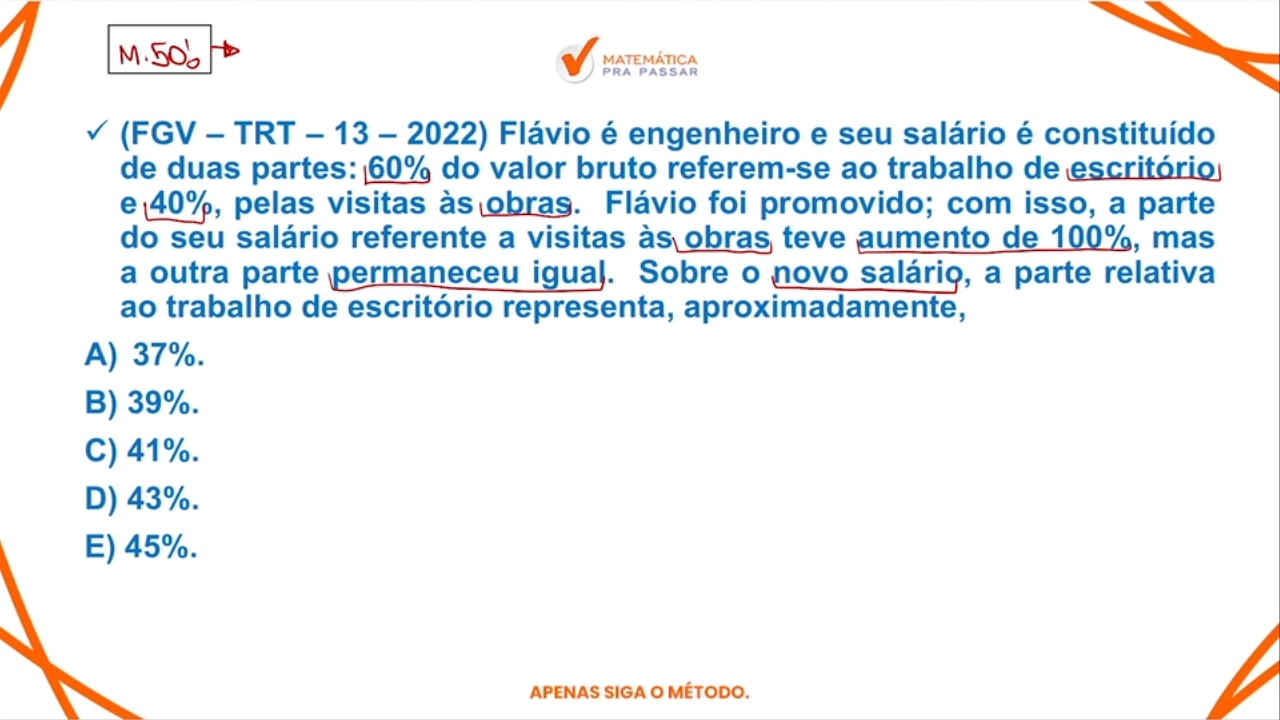 M.50%
MATEMÁTICA
PRA PASSAR
✓ (FGV – TRT – 13 – 2022) Flávio é engenheiro e seu salário é constituído
de duas partes: 60% do valor bruto referem-se ao trabalho de escritório
e 40%, pelas visitas às obras. Flávio foi promovido; com isso, a parte
do seu salário referente a visitas às obras teve aumento de 100%, mas
a outra parte permaneceu igual. Sobre o novo salário, a parte relativa
ao trabalho de escritório representa, aproximadamente,
A) 37%.
B) 39%.
C) 41%.
D) 43%.
E) 45%.
APENAS SIGA O MÉTODO.